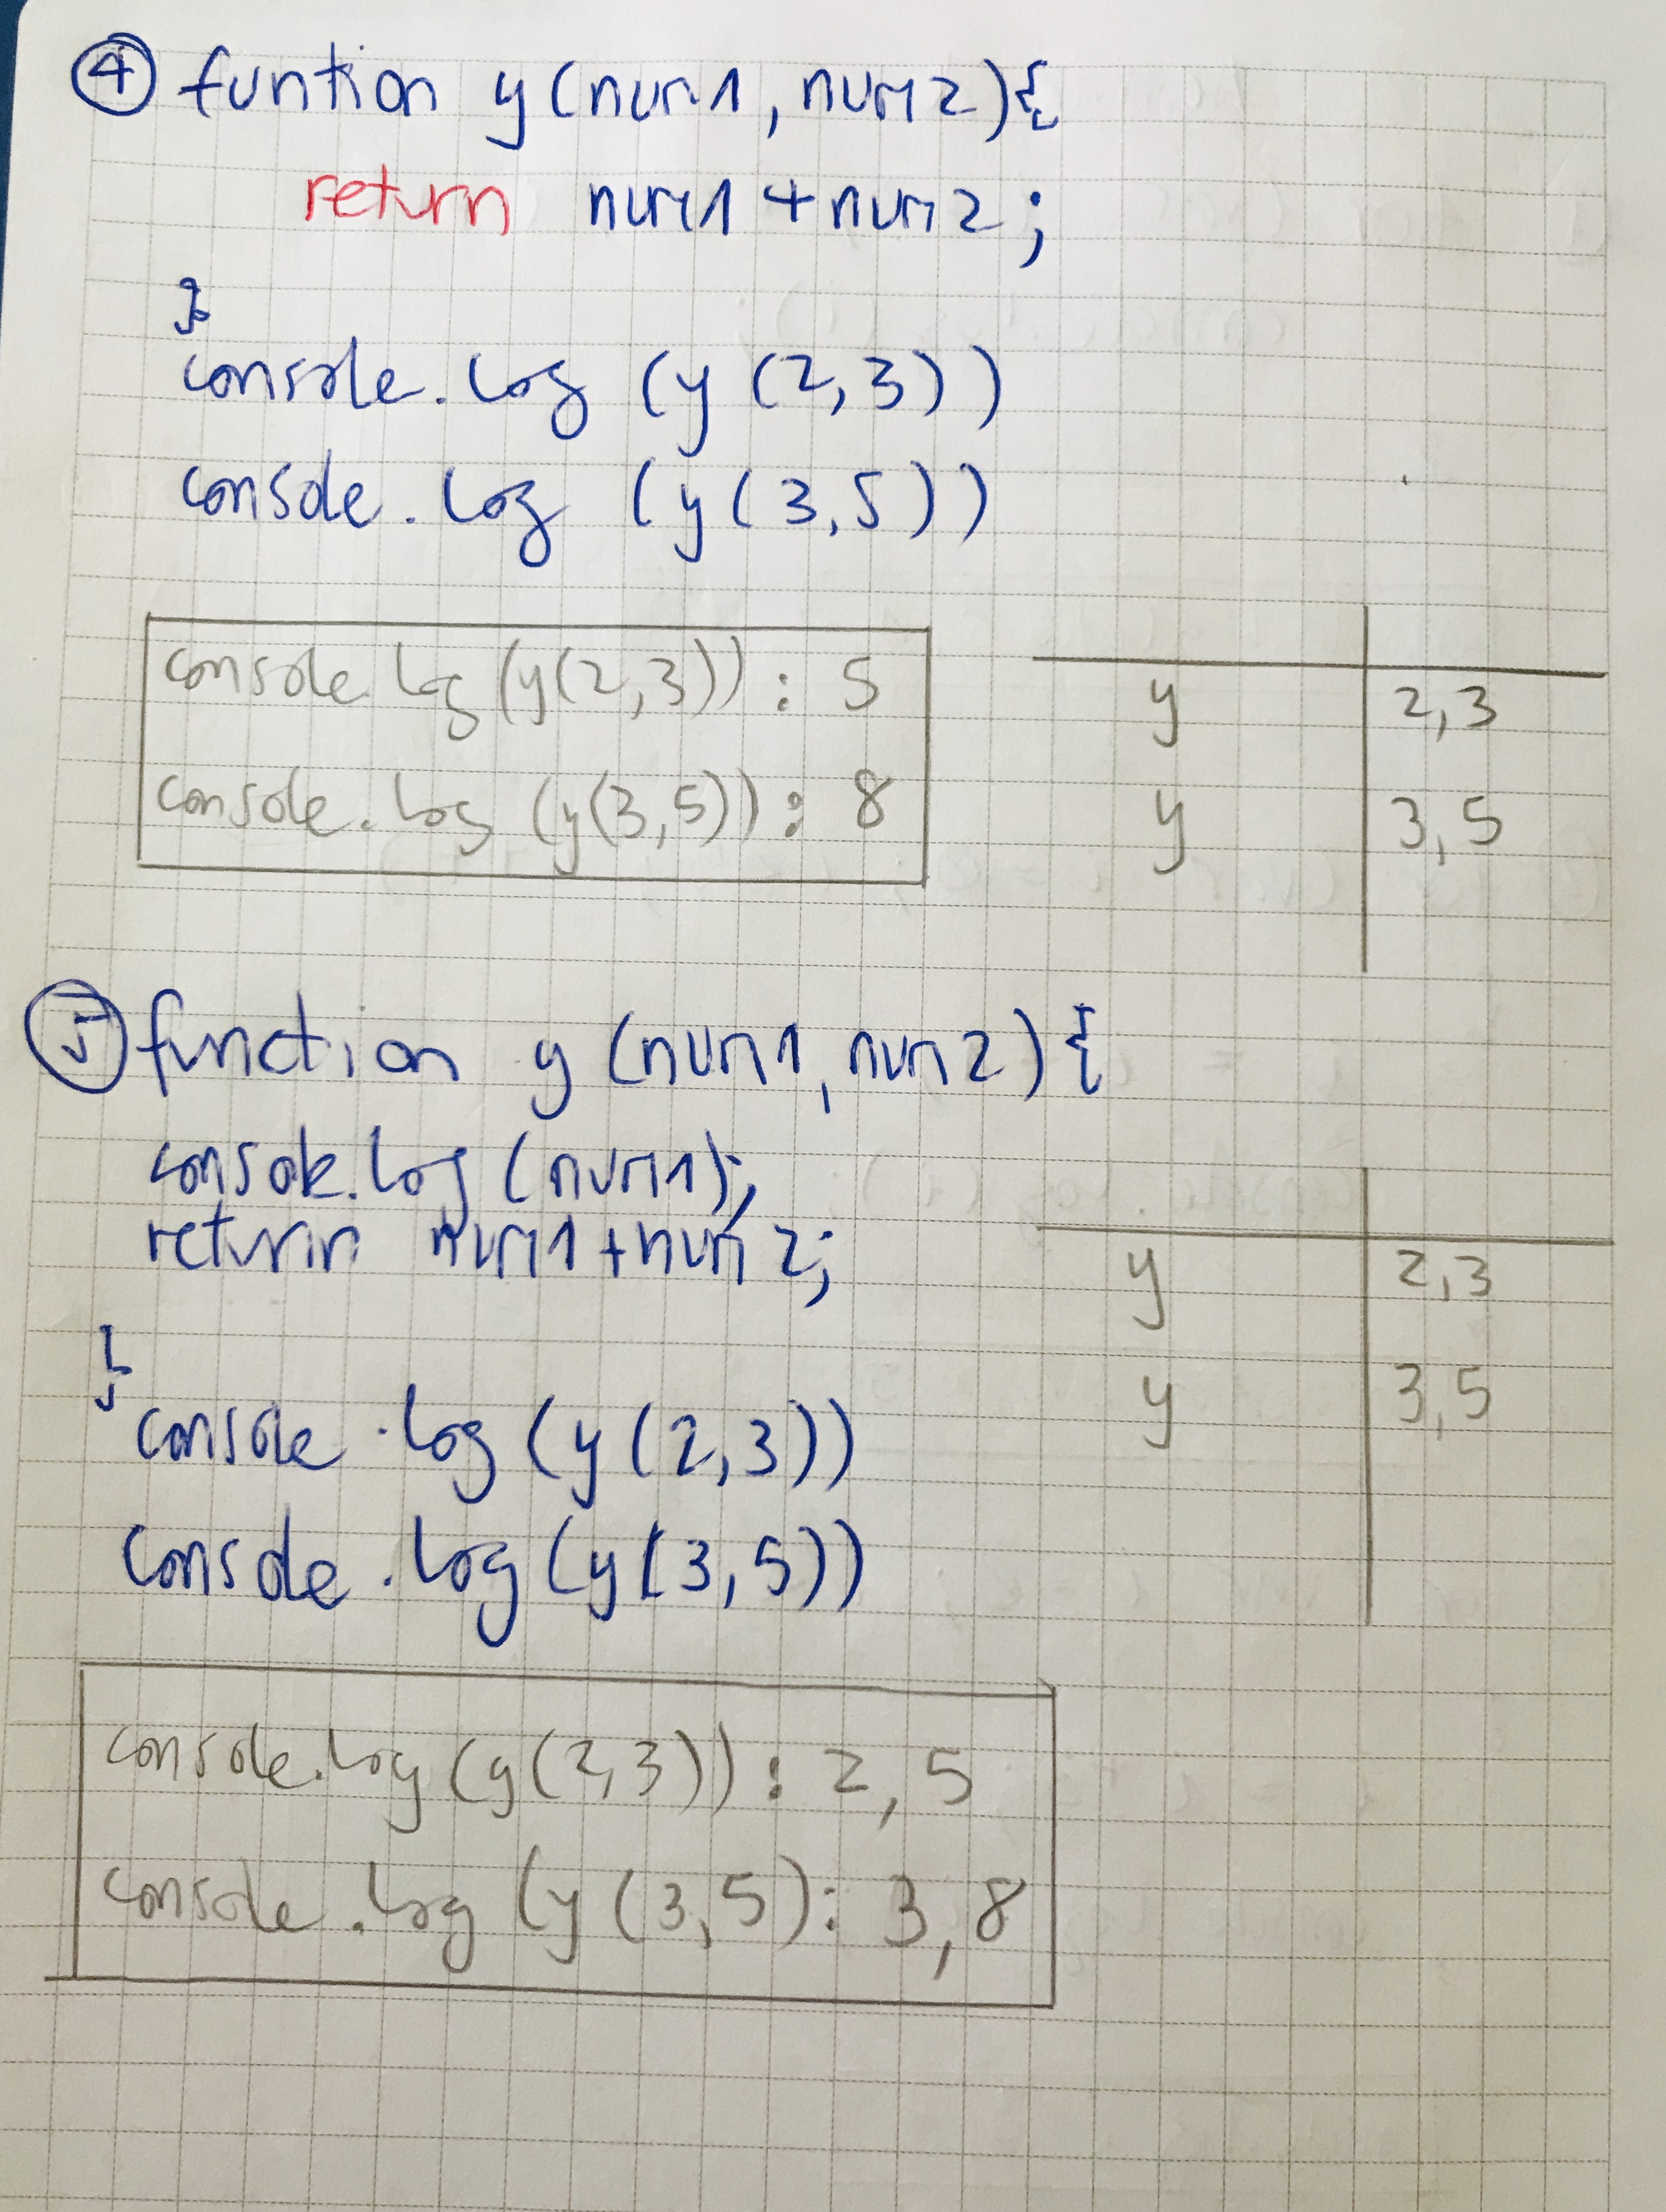 ④ funtion y (num1, num2){
return num1 + num2;
}
console.log (y (2,3))
console.log (y(3,5))
console.log (y(2,3)) : 5
console.log (y(3,5)) : 8
y 2,3
y 3,5
⑤ function y (num1, num2) {
console.log (num1);
return num1 + num2;
}
console.log (y (2,3))
console.log (y(3,5))
y 2,3
y 3,5
console.log (y(2,3)) : 2, 5
console.log (y (3,5) : 3, 8